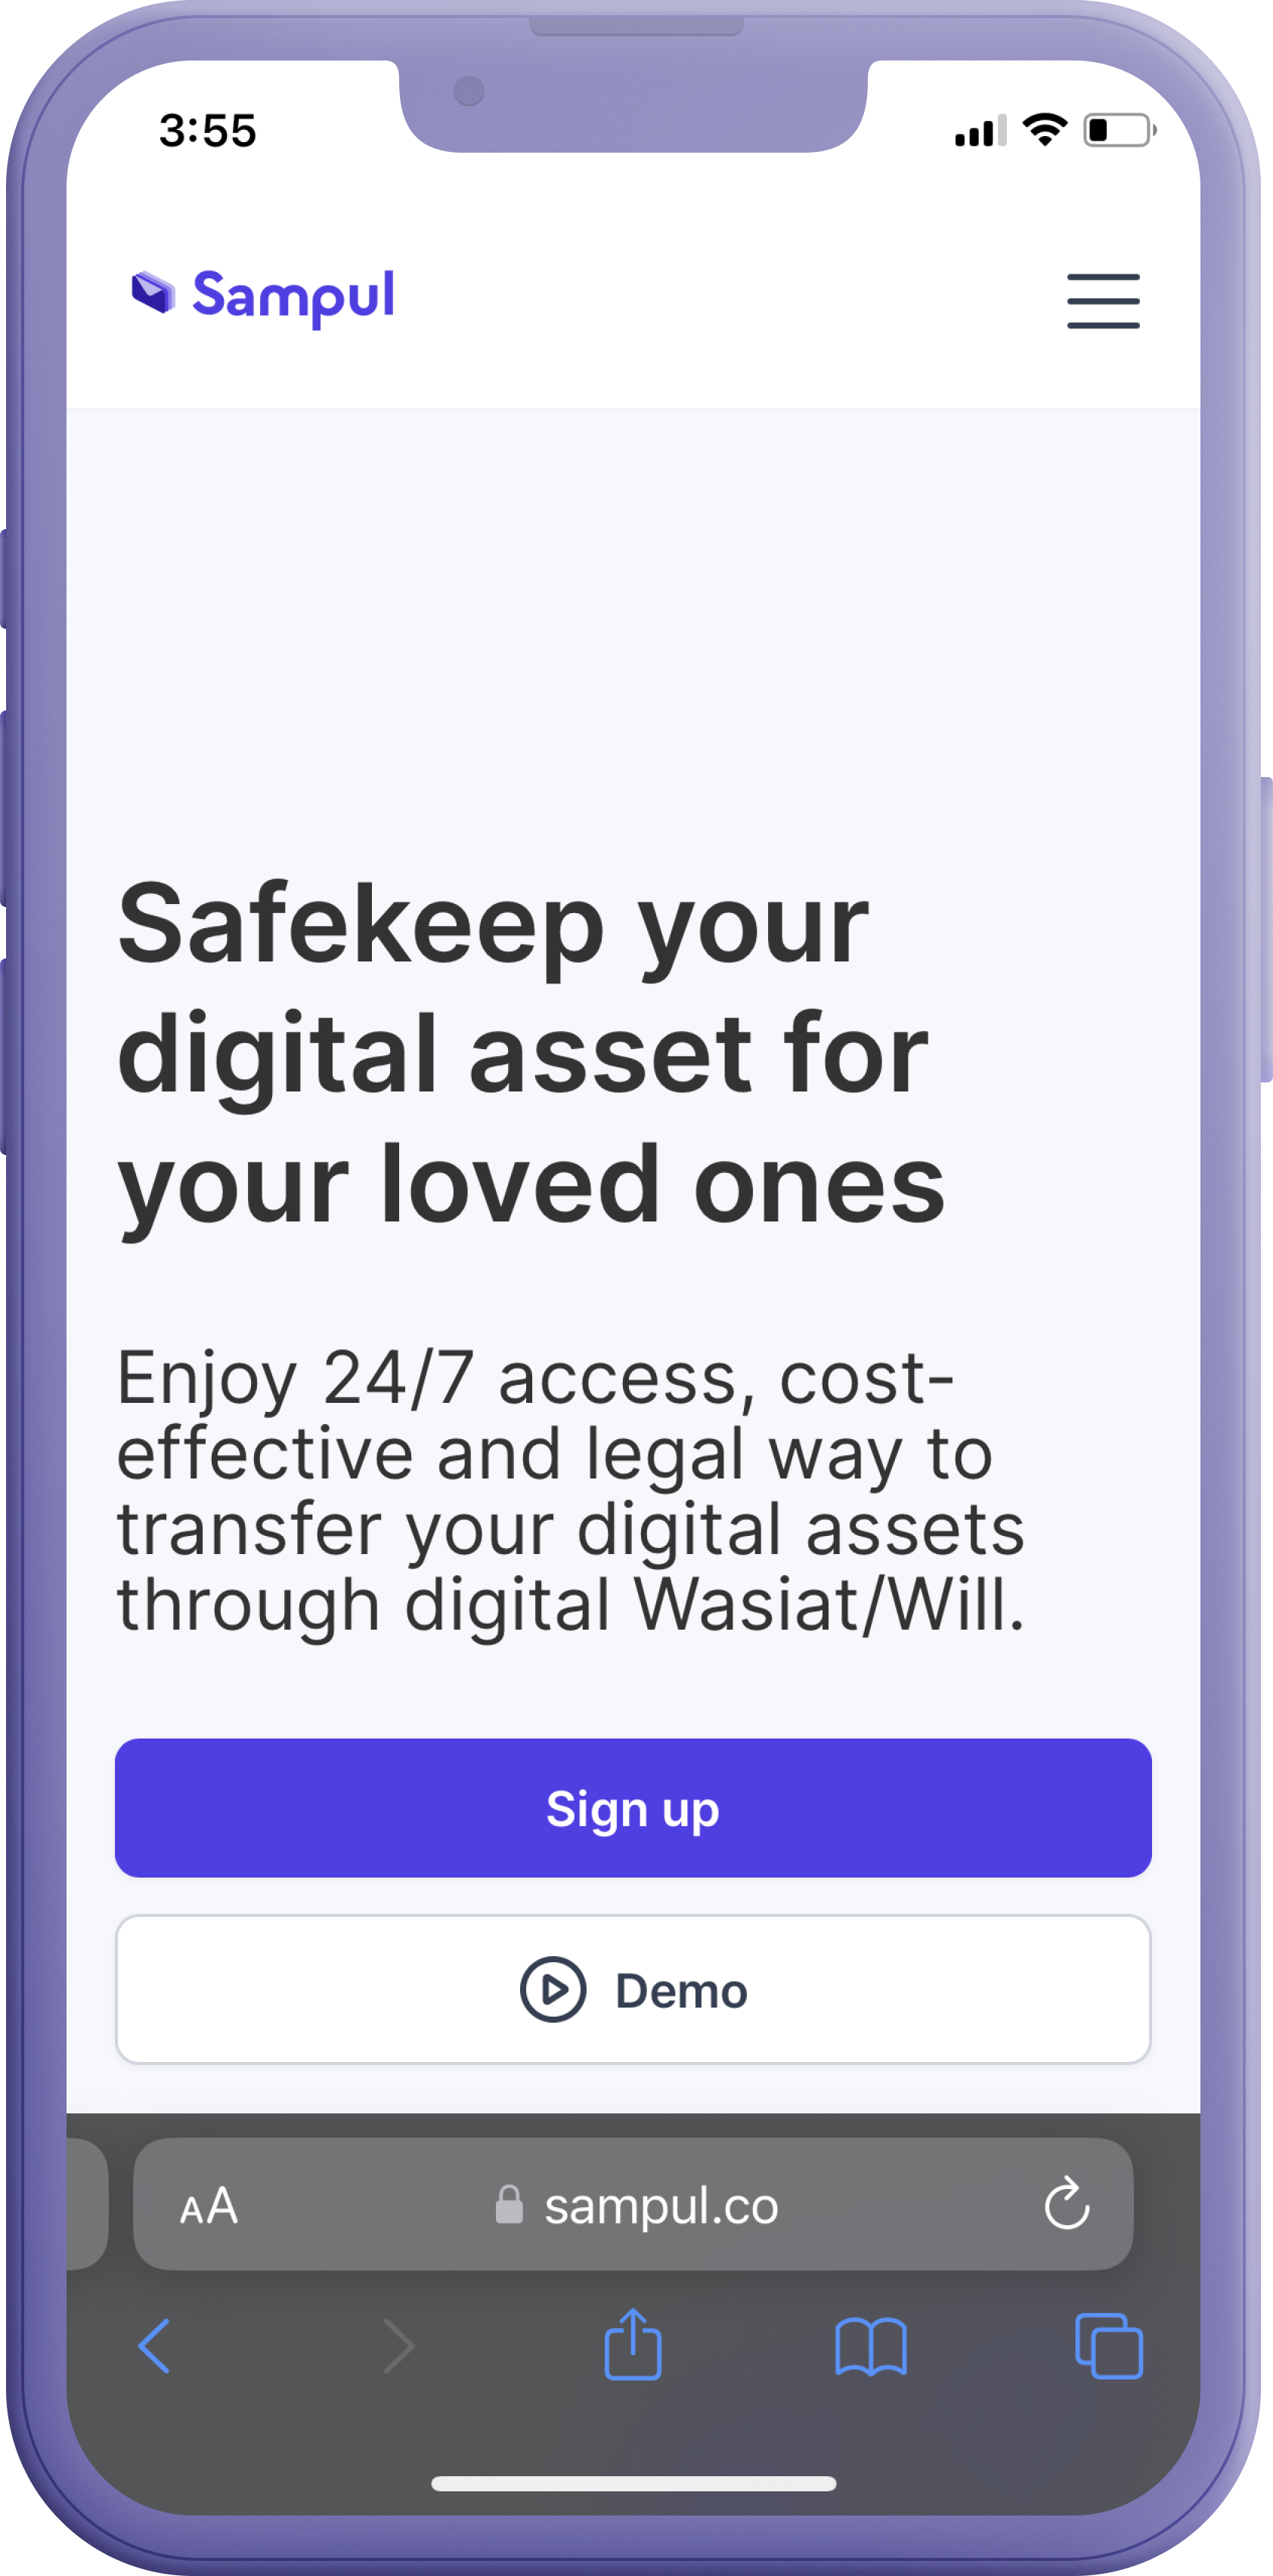 3:55
Sampul
Safekeep your
digital asset for
your loved ones
Enjoy 24/7 access, cost-
effective and legal way to
transfer your digital assets
through digital Wasiat/Will.
Sign up
Demo
AA sampul.co